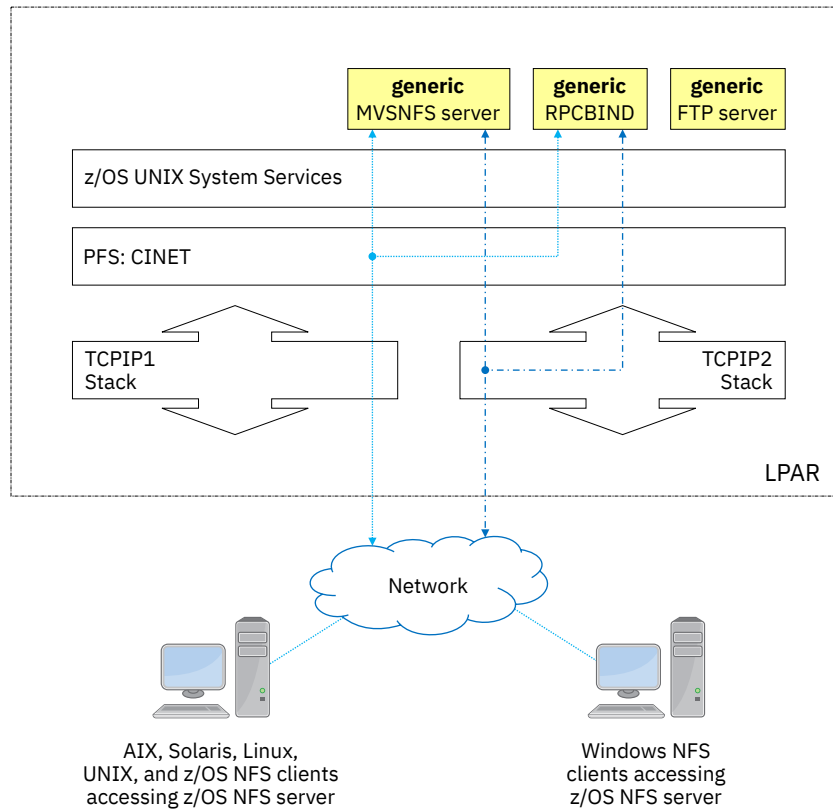 generic
MVSNFS server
generic
RPCBIND
generic
FTP server
z/OS UNIX System Services
PFS: CINET
TCPIP1
Stack
TCPIP2
Stack
LPAR
Network
AIX, Solaris, Linux,
UNIX, and z/OS NFS clients
accessing z/OS NFS server
Windows NFS
clients accessing
z/OS NFS server